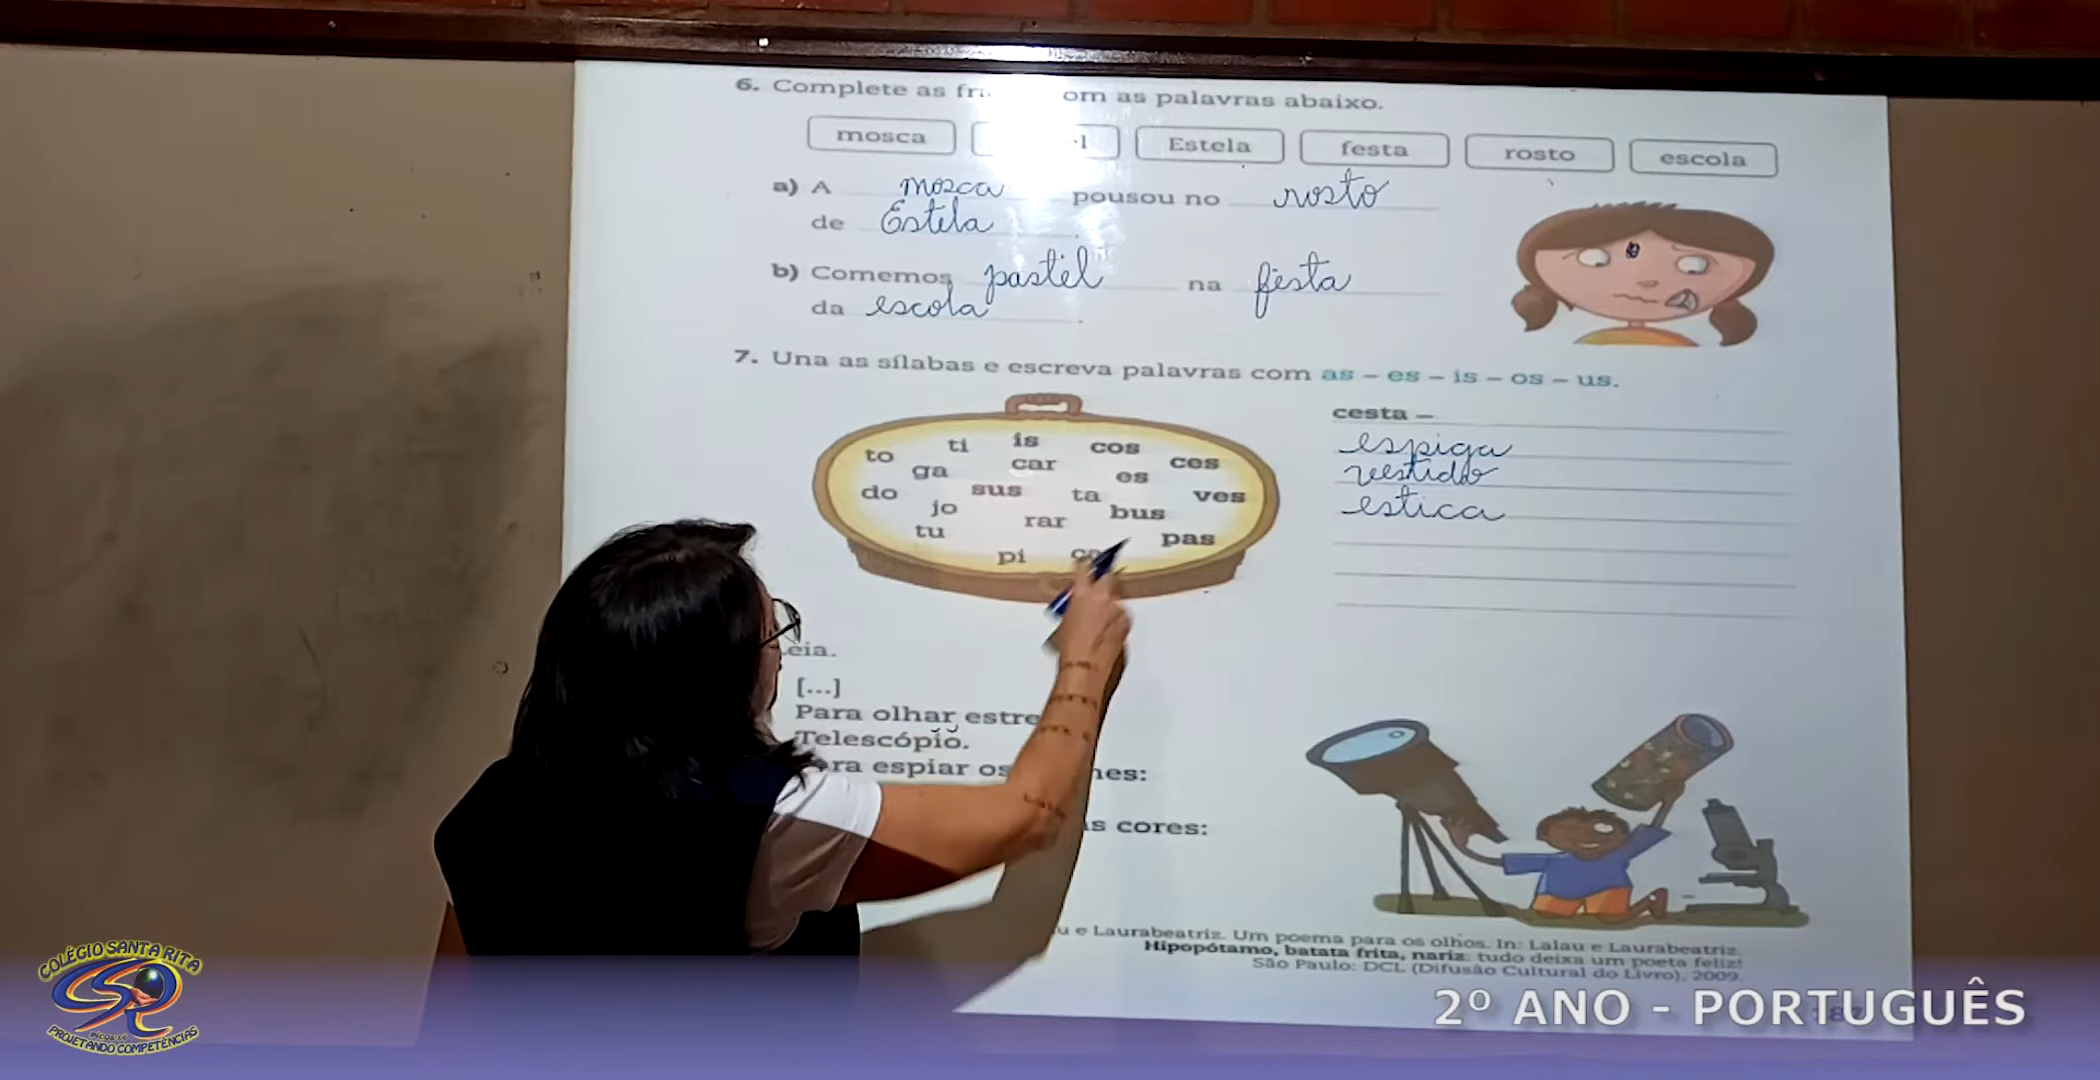 6. Complete as om as palavras abaixo.
mosca Estela festa rosto escola
a) A mosca pousou no rosto
de Estela.
b) Comemos pastel na festa
da escola.
7. Una as sílabas e escreva palavras com as – es – is – os – us.
cesta –
espiga
vestido
estica
to ti is cos ces
ga car es
do sus ta ves
jo rar bus
tu pi pas
eia.
[...]
Para olhar estre
Telescópio.
ra espiar os nes:
s cores:
u e Laurabeatriz. Um poema para os olhos. In: Lalau e Laurabeatriz.
Hipopótamo, batata frita, nariz: tudo deixa um poeta feliz!
São Paulo: DCL (Difusão Cultural do Livro), 2009.
COLÉGIO SANTA RITA
PROJETANDO COMPETÊNCIAS
2º ANO - PORTUGUÊS